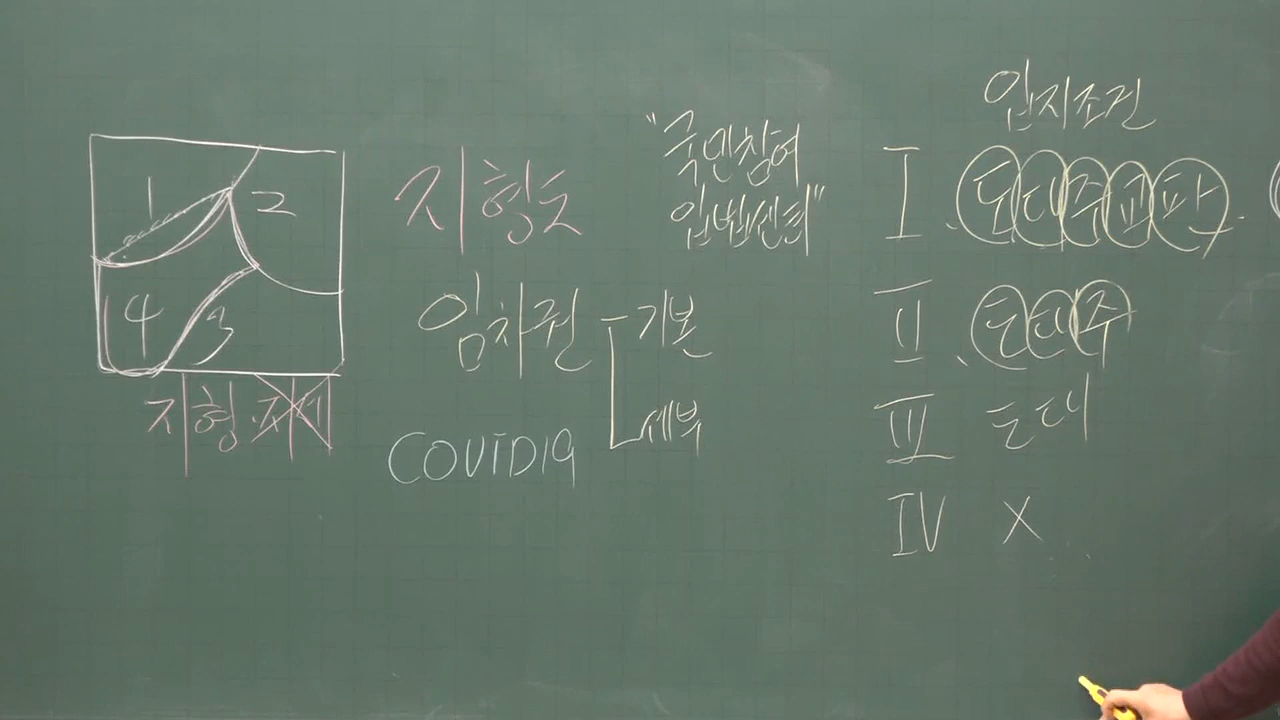 1
2
4
3
지형
지형도
임차권
기본
세부
COVID19
"국민참여
입법센터"
입지조건
I. 도 대 주 교 파.
II. 도 대 주
III 도 대
IV X